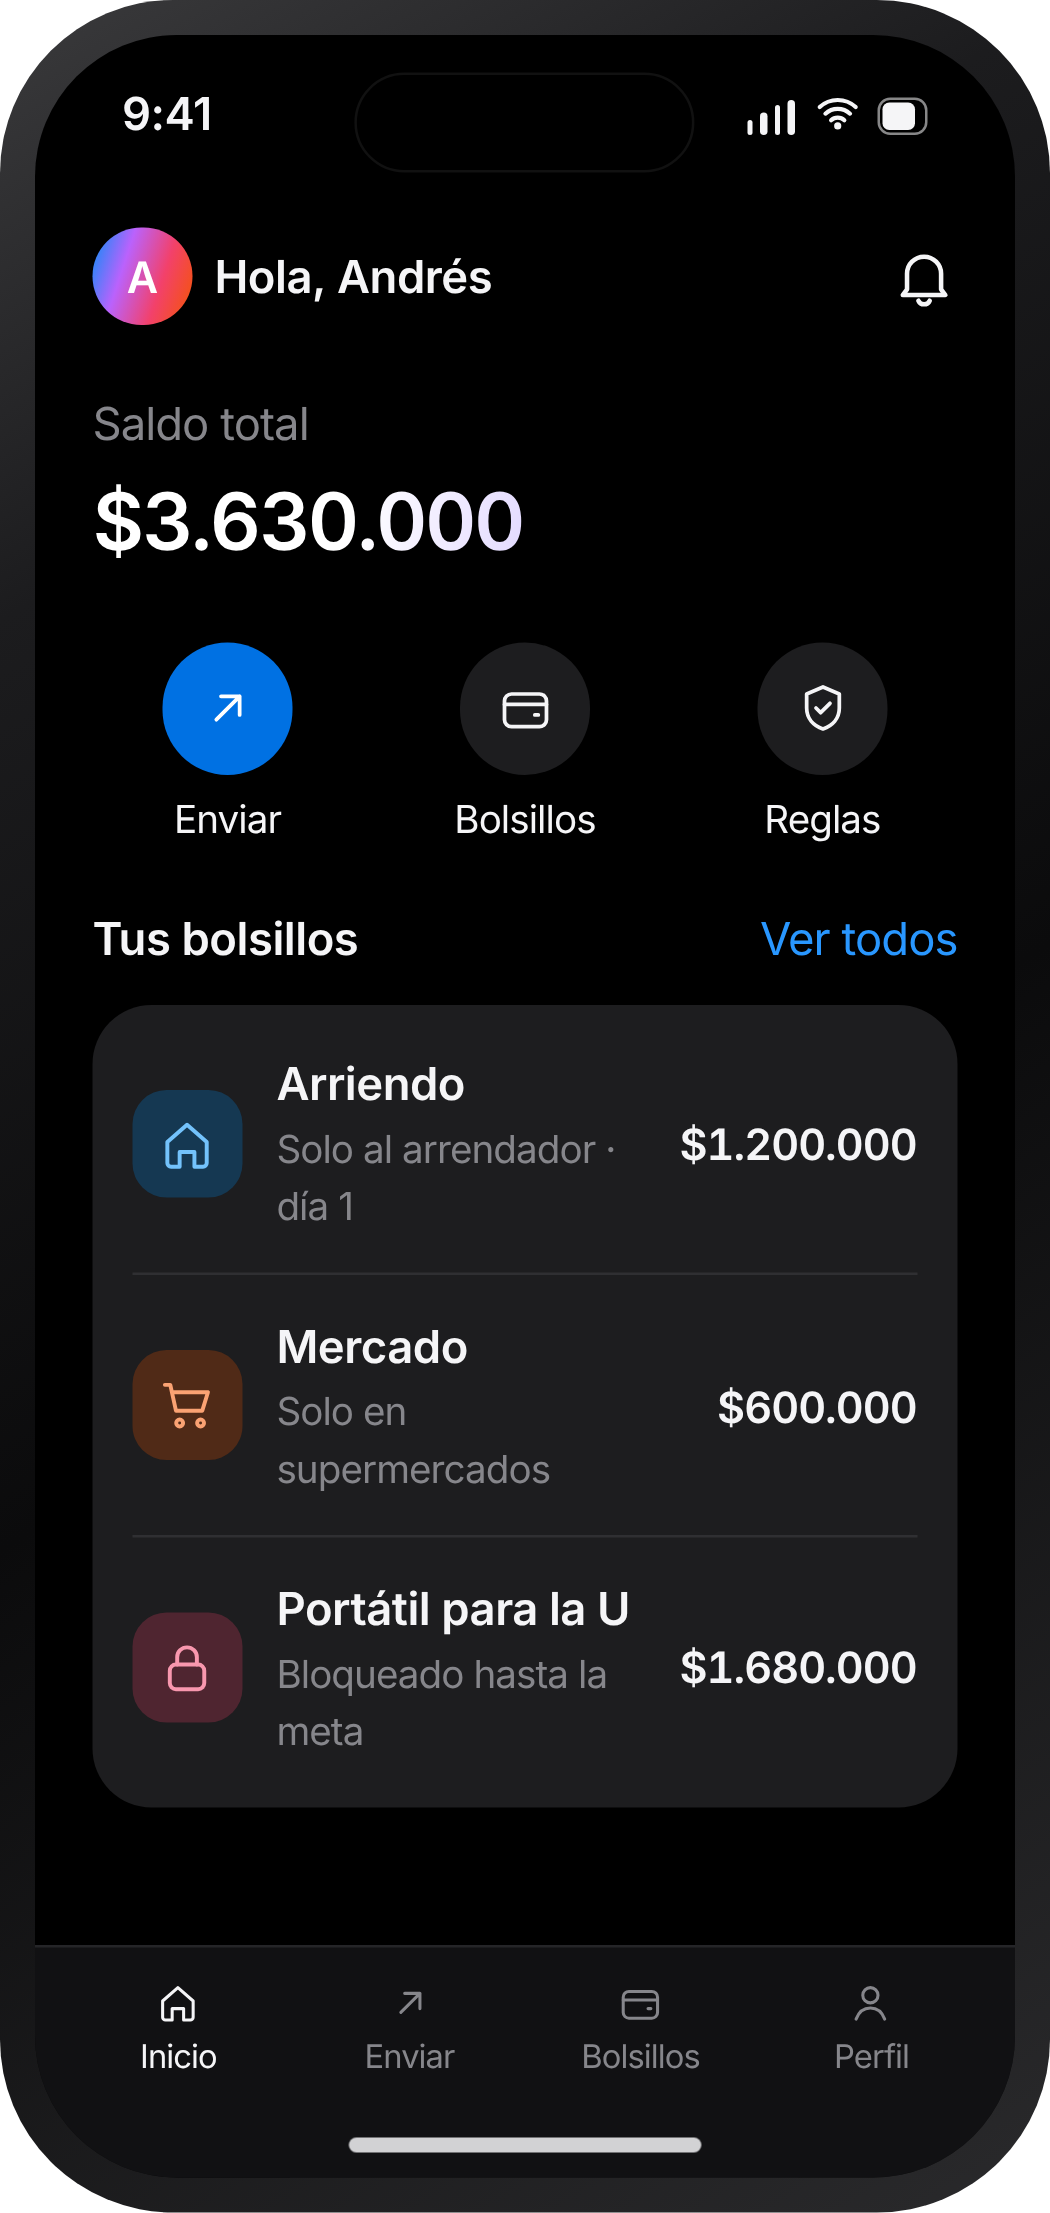 9:41
A
Hola, Andrés
Saldo total
$3.630.000
Enviar
Bolsillos
Reglas
Tus bolsillos
Ver todos
Arriendo
Solo al arrendador ·
día 1
$1.200.000
Mercado
Solo en
supermercados
$600.000
Portátil para la U
Bloqueado hasta la
meta
$1.680.000
Inicio
Enviar
Bolsillos
Perfil